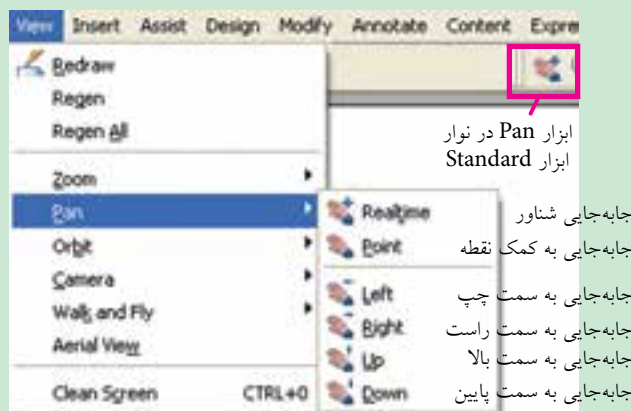 View Insert Assist Design Modify Annotate Content Expre
Redraw
Regen
Regen All
ابزار Pan در نوار
ابزار Standard
Zoom
Pan
Realtime جابه‌جایی شناور
Orbit
Point جابه‌جایی به کمک نقطه
Camera
Left جابه‌جایی به سمت چپ
Walk and Fly
Right جابه‌جایی به سمت راست
Aerial View
Up جابه‌جایی به سمت بالا
Clean Screen CTRL+0
Down جابه‌جایی به سمت پایین